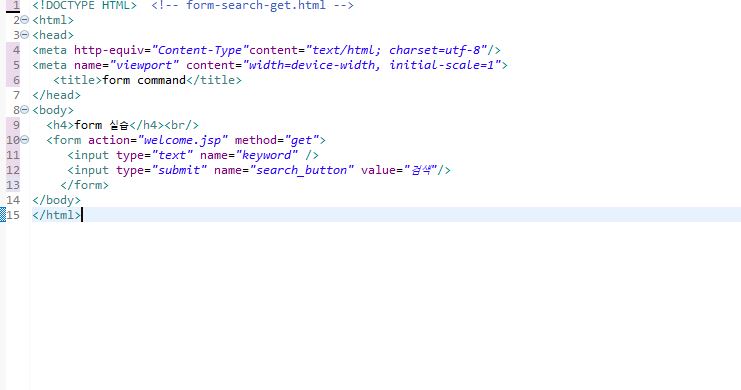 1 <!DOCTYPE HTML>  <!-- form-search-get.html -->
2 <html>
3 <head>
4 <meta http-equiv="Content-Type"content="text/html; charset=utf-8"/>
5 <meta name="viewport" content="width=device-width, initial-scale=1">
6    <title>form command</title>
7 </head>
8 <body>
9   <h4>form 실습</h4><br/>
10   <form action="welcome.jsp" method="get">
11      <input type="text" name="keyword" />
12      <input type="submit" name="search_button" value="검색"/>
13     </form>
14 </body>
15 </html>